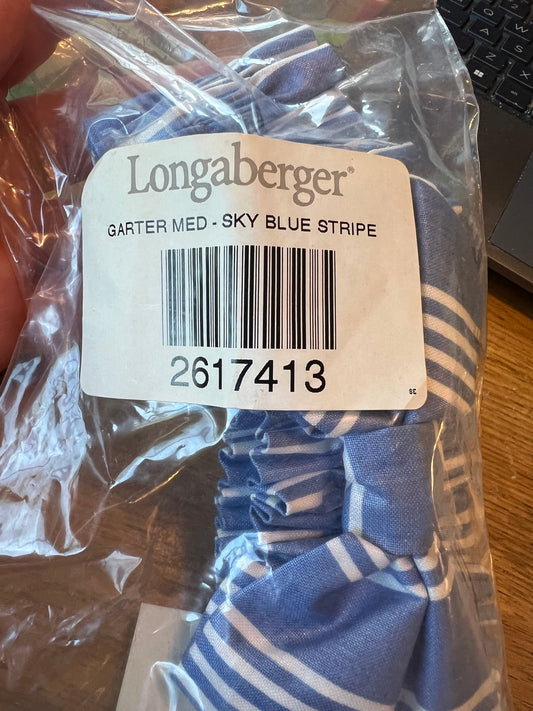 Longaberger®
GARTER MED - SKY BLUE STRIPE
2617413